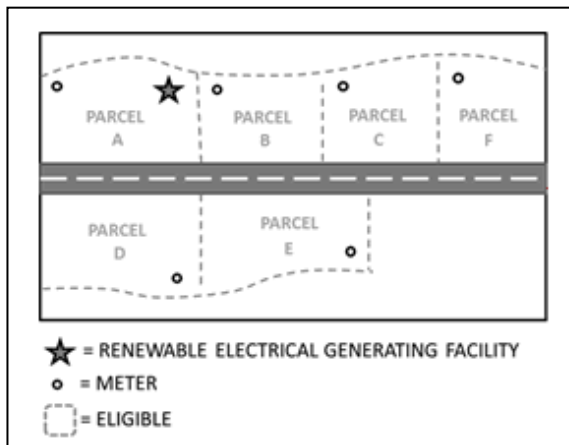 PARCEL
A
PARCEL
B
PARCEL
C
PARCEL
F
PARCEL
D
PARCEL
E
= RENEWABLE ELECTRICAL GENERATING FACILITY
= METER
= ELIGIBLE